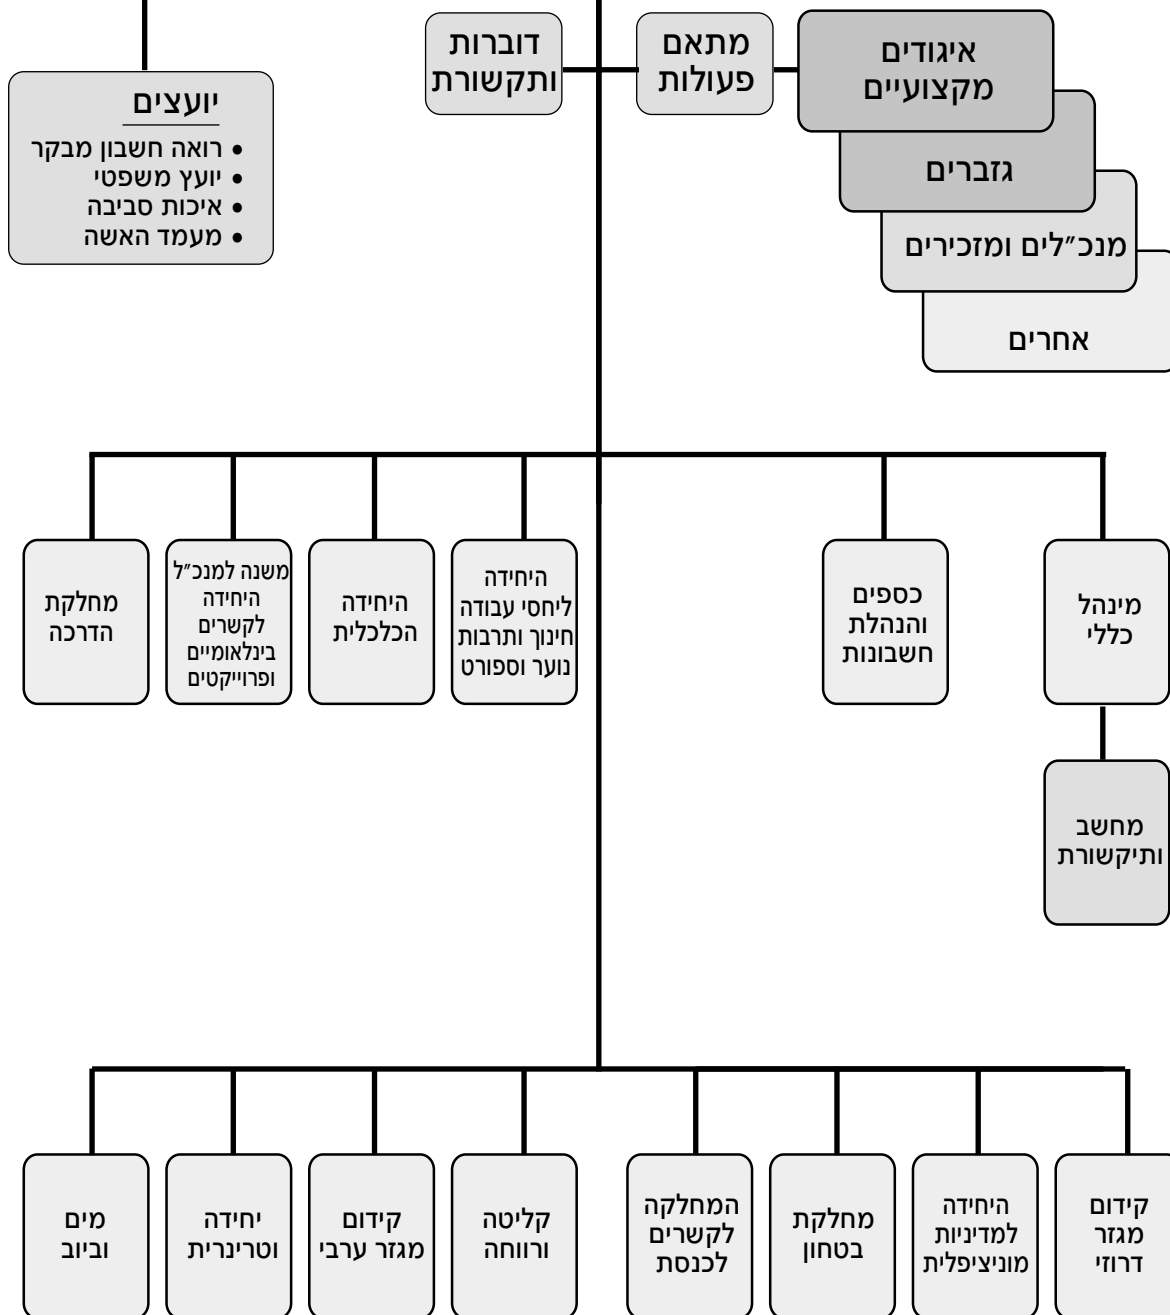 איגודים
מקצועיים
גזברים
מנכ״לים ומזכירים
אחרים
מתאם
פעולות
דוברות
ותקשורת
יועצים
• רואה חשבון מבקר
• יועץ משפטי
• איכות סביבה
• מעמד האשה
מינהל
כללי
כספים
והנהלת
חשבונות
היחידה
ליחסי עבודה
חינוך ותרבות
נוער וספורט
היחידה
הכלכלית
משנה למנכ״ל
היחידה
לקשרים
בינלאומיים
ופרוייקטים
מחלקת
הדרכה
מחשב
ותיקשורת
קידום
מגזר
דרוזי
היחידה
למדיניות
מוניציפלית
מחלקת
בטחון
המחלקה
לקשרים
לכנסת
קליטה
ורווחה
קידום
מגזר ערבי
יחידה
וטרינרית
מים
וביוב